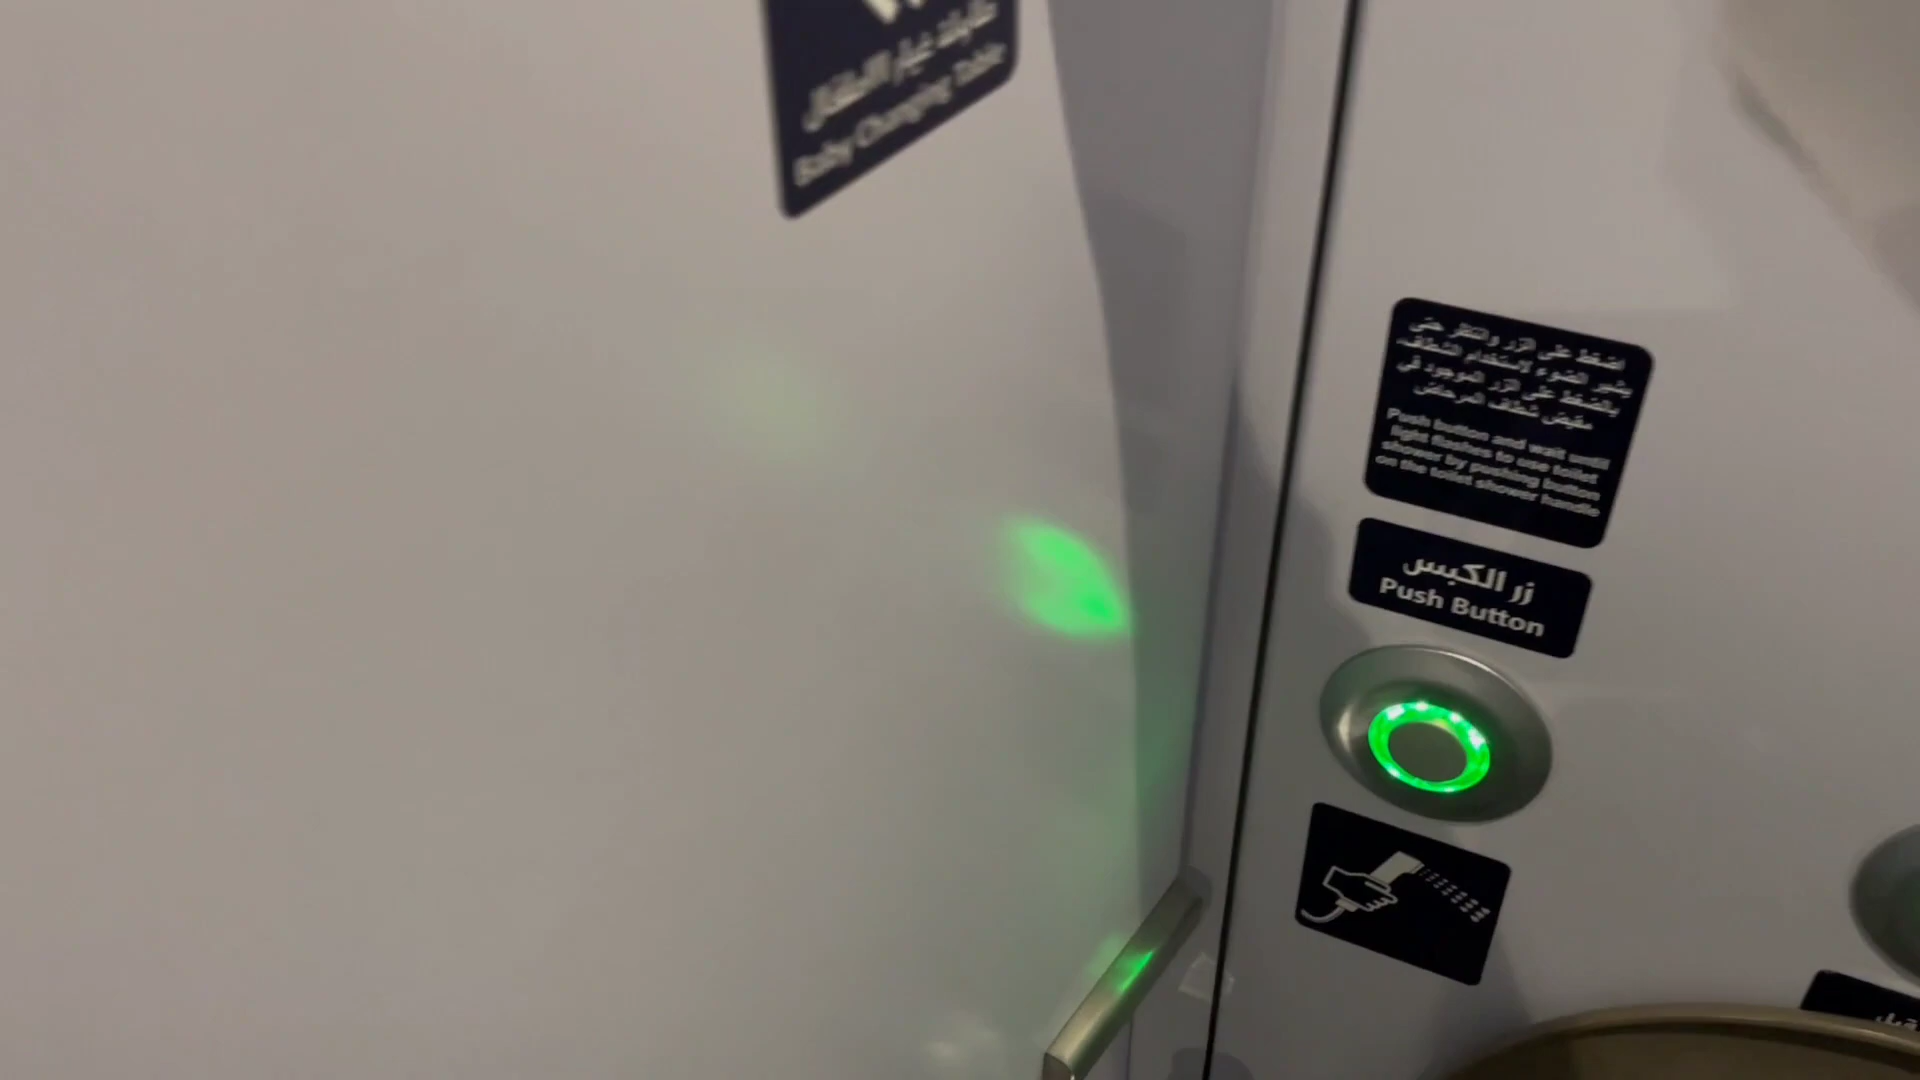 طاولة غيار الأطفال
Baby Changing Table
اضغط على الزر وانتظر حتى
يشير الضوء لاستخدام الشطاف،
بالضغط على الزر الموجود في
مقبض شطاف المرحاض
Push button and wait until
light flashes to use toilet
shower by pushing button
on the toilet shower handle
زر الكبس
Push Button